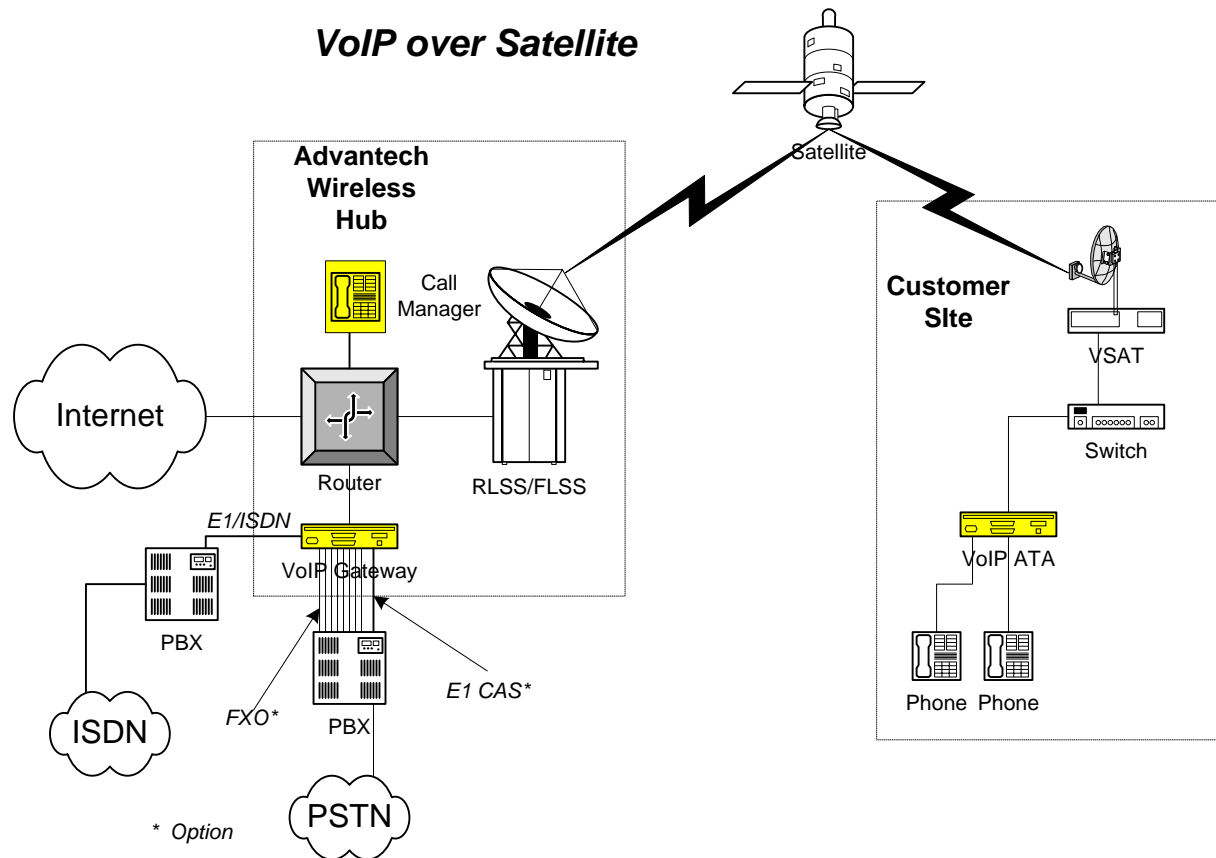 VoIP over Satellite
Satellite
Advantech
Wireless
Hub
Call
Manager
Customer
SIte
VSAT
Internet
Switch
Router
RLSS/FLSS
E1/ISDN
VoIP Gateway
VoIP ATA
PBX
E1 CAS*
Phone
Phone
FXO*
PBX
ISDN
PSTN
* Option